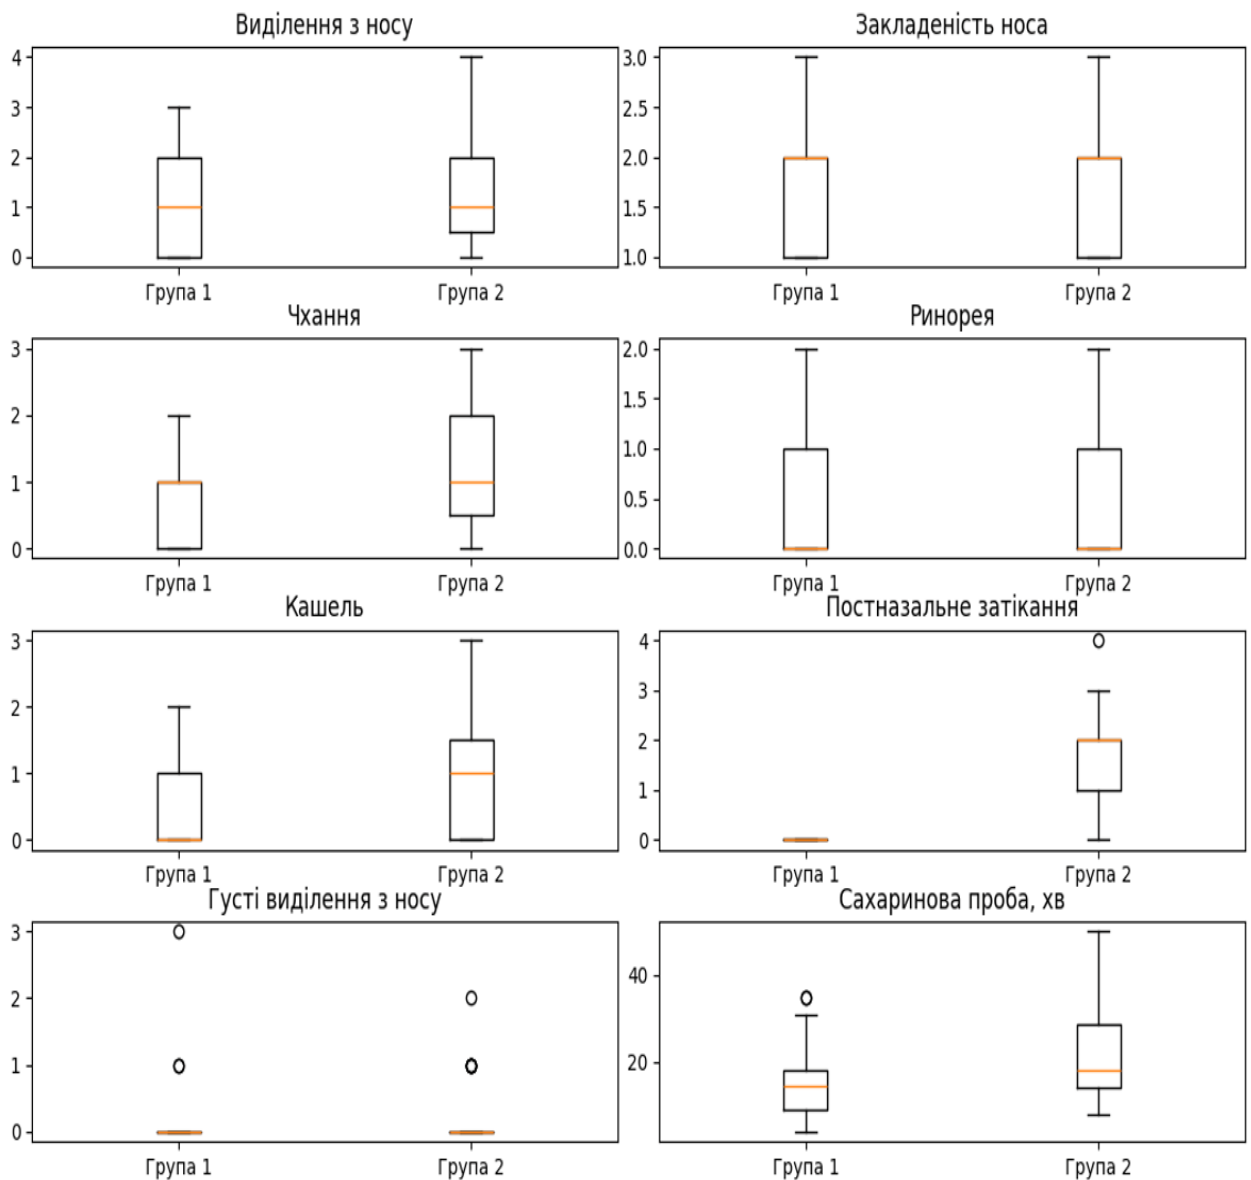 Виділення з носу
4
3
2
1
0
Група 1
Група 2
Закладеність носа
3.0
2.5
2.0
1.5
1.0
Група 1
Група 2
Чхання
3
2
1
0
Група 1
Група 2
Ринорея
2.0
1.5
1.0
0.5
0.0
Група 1
Група 2
Кашель
3
2
1
0
Група 1
Група 2
Постназальне затікання
4
3
2
1
0
Група 1
Група 2
Густі виділення з носу
3
2
1
0
Група 1
Група 2
Сахаринова проба, хв
40
20
Група 1
Група 2